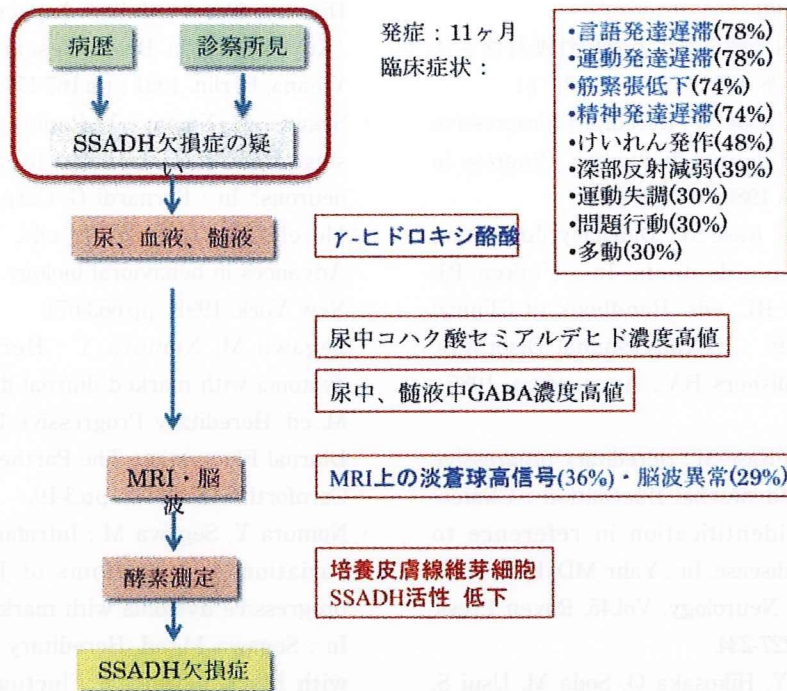 病歴
診察所見
SSADH欠損症の疑
い
尿、血液、髄液
MRI・脳
波
酵素測定
SSADH欠損症
発症：11ヶ月
臨床症状：
•言語発達遅滞(78%)
•運動発達遅滞(78%)
•筋緊張低下(74%)
•精神発達遅滞(74%)
•けいれん発作(48%)
•深部反射減弱(39%)
•運動失調(30%)
•問題行動(30%)
•多動(30%)
γ-ヒドロキシ酪酸
尿中コハク酸セミアルデヒド濃度高値
尿中、髄液中GABA濃度高値
MRI上の淡蒼球高信号(36%)・脳波異常(29%)
培養皮膚線維芽細胞
SSADH活性 低下